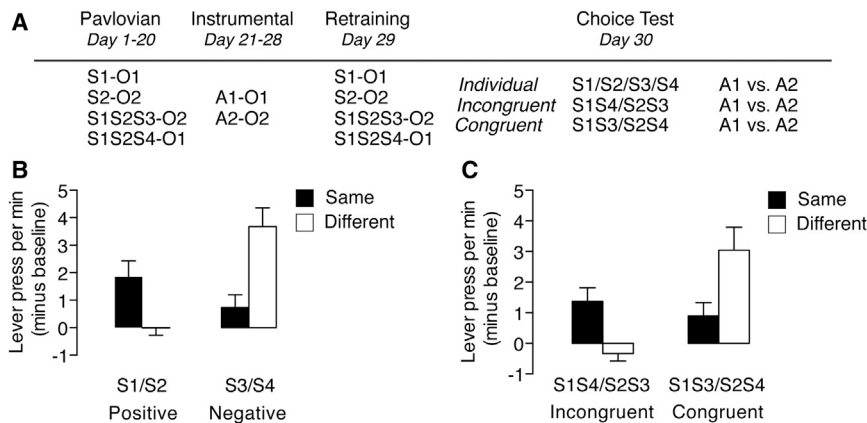 A
Pavlovian Instrumental Retraining Choice Test
Day 1-20 Day 21-28 Day 29 Day 30
S1-O1 S1-O1 Individual S1/S2/S3/S4 A1 vs. A2
S2-O2 A1-O1 S2-O2 Incongruent S1S4/S2S3 A1 vs. A2
S1S2S3-O2 A2-O2 S1S2S3-O2 Congruent S1S3/S2S4 A1 vs. A2
S1S2S4-O1 S1S2S4-O1
B
Lever press per min
(minus baseline)
5
4
3
2
1
0
-1
Same
Different
S1/S2 S3/S4
Positive Negative
C
Lever press per min
(minus baseline)
5
4
3
2
1
0
-1
Same
Different
S1S4/S2S3 S1S3/S2S4
Incongruent Congruent